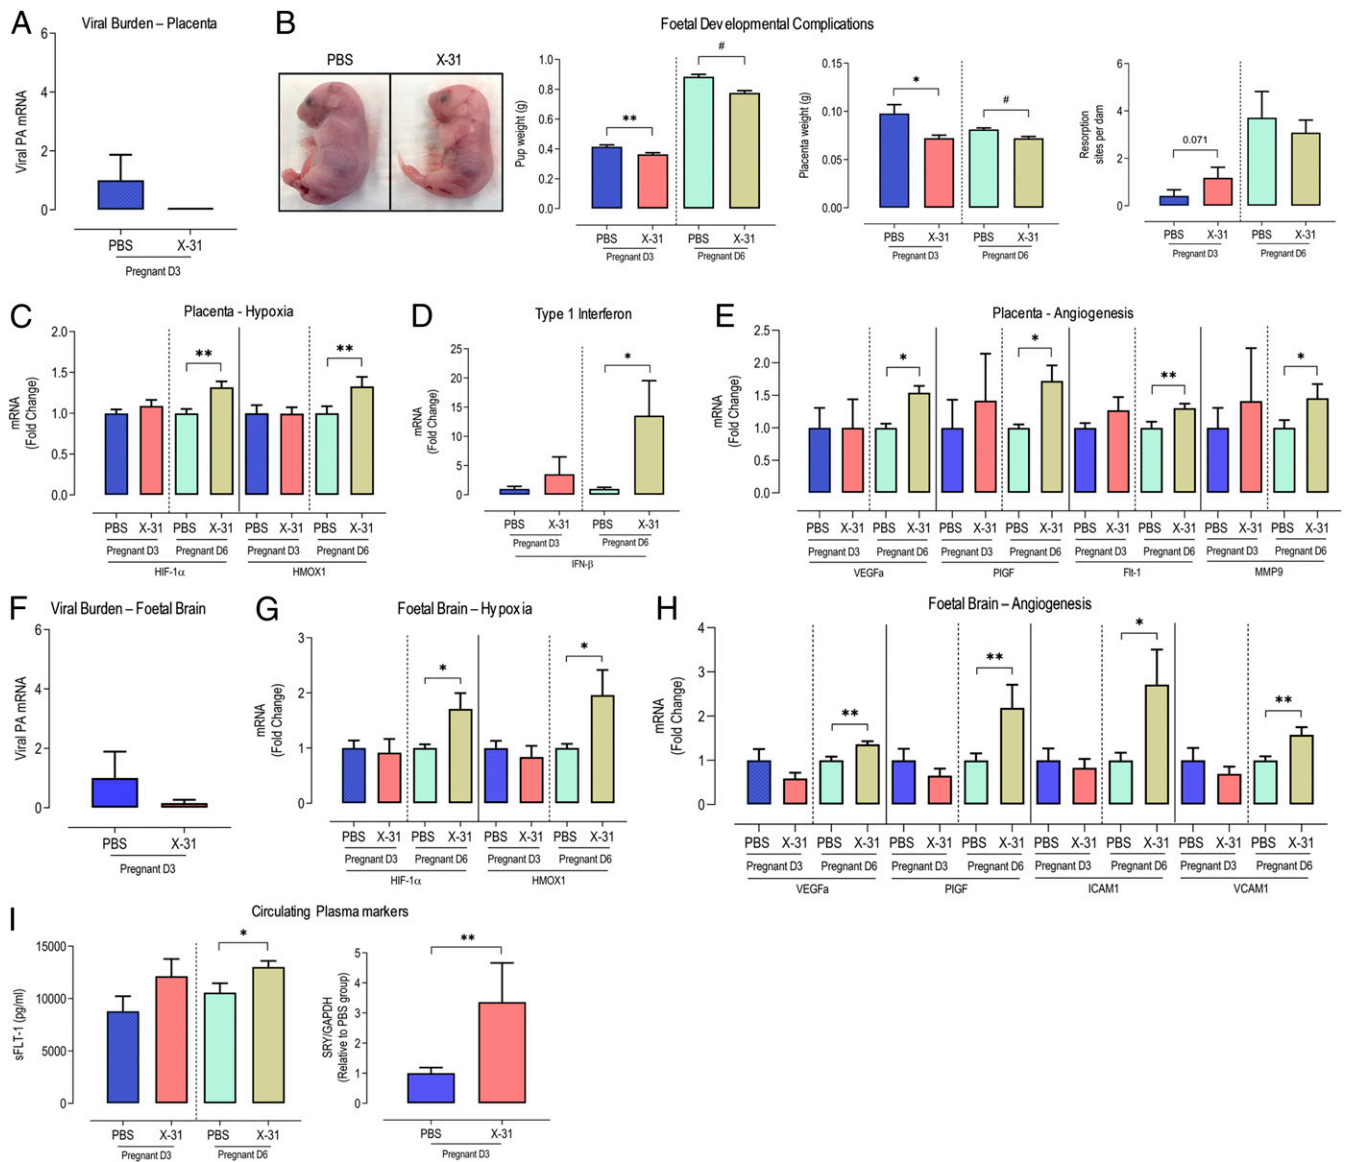 A
Viral Burden – Placenta
Viral PA mRNA
6
4
2
0
PBS X-31
Pregnant D3
B
Foetal Developmental Complications
PBS X-31
Pup weight (g)
1.0
0.8
0.6
0.4
0.2
0.0
** #
PBS X-31 PBS X-31
Pregnant D3 Pregnant D6
Placenta weight (g)
0.15
0.10
0.05
0.00
* #
PBS X-31 PBS X-31
Pregnant D3 Pregnant D6
Resorption
sites per dam
6
4
2
0
0.071
PBS X-31 PBS X-31
Pregnant D3 Pregnant D6
C
Placenta - Hypoxia
mRNA
(Fold Change)
2.0
1.5
1.0
0.5
0.0
** **
PBS X-31 PBS X-31 PBS X-31 PBS X-31
Pregnant D3 Pregnant D6 Pregnant D3 Pregnant D6
HIF-1α HMOX1
D
Type 1 Interferon
mRNA
(Fold Change)
25
20
15
10
5
0
*
PBS X-31 PBS X-31
Pregnant D3 Pregnant D6
IFN-β
E
Placenta - Angiogenesis
mRNA
(Fold Change)
2.5
2.0
1.5
1.0
0.5
0.0
* * ** *
PBS X-31 PBS X-31 PBS X-31 PBS X-31 PBS X-31 PBS X-31 PBS X-31 PBS X-31
Pregnant D3 Pregnant D6 Pregnant D3 Pregnant D6 Pregnant D3 Pregnant D6 Pregnant D3 Pregnant D6
VEGFa PlGF Flt-1 MMP9
F
Viral Burden – Foetal Brain
Viral PA mRNA
6
4
2
0
PBS X-31
Pregnant D3
G
Foetal Brain – Hypoxia
mRNA
(Fold Change)
3
2
1
0
* *
PBS X-31 PBS X-31 PBS X-31 PBS X-31
Pregnant D3 Pregnant D6 Pregnant D3 Pregnant D6
HIF-1α HMOX1
H
Foetal Brain – Angiogenesis
mRNA
(Fold Change)
4
3
2
1
0
** ** * **
PBS X-31 PBS X-31 PBS X-31 PBS X-31 PBS X-31 PBS X-31 PBS X-31 PBS X-31
Pregnant D3 Pregnant D6 Pregnant D3 Pregnant D6 Pregnant D3 Pregnant D6 Pregnant D3 Pregnant D6
VEGFa PlGF ICAM1 VCAM1
I
Circulating Plasma markers
sFLT-1 (pg/ml)
15000
10000
5000
0
*
PBS X-31 PBS X-31
Pregnant D3 Pregnant D6
SRY/GAPDH
(Relative to PBS group)
5
4
3
2
1
0
**
PBS X-31
Pregnant D3